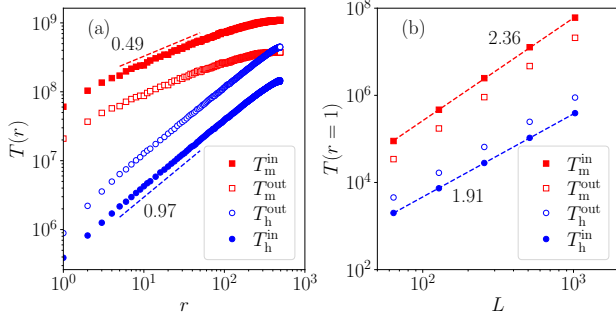 (a)
0.49
0.97
T(r)
10^9
10^8
10^7
10^6
10^0
10^1
10^2
10^3
r
T_m^in
T_m^out
T_h^out
T_h^in
(b)
2.36
1.91
T(r = 1)
10^8
10^6
10^4
10^2
10^2
10^3
L
T_m^in
T_m^out
T_h^out
T_h^in